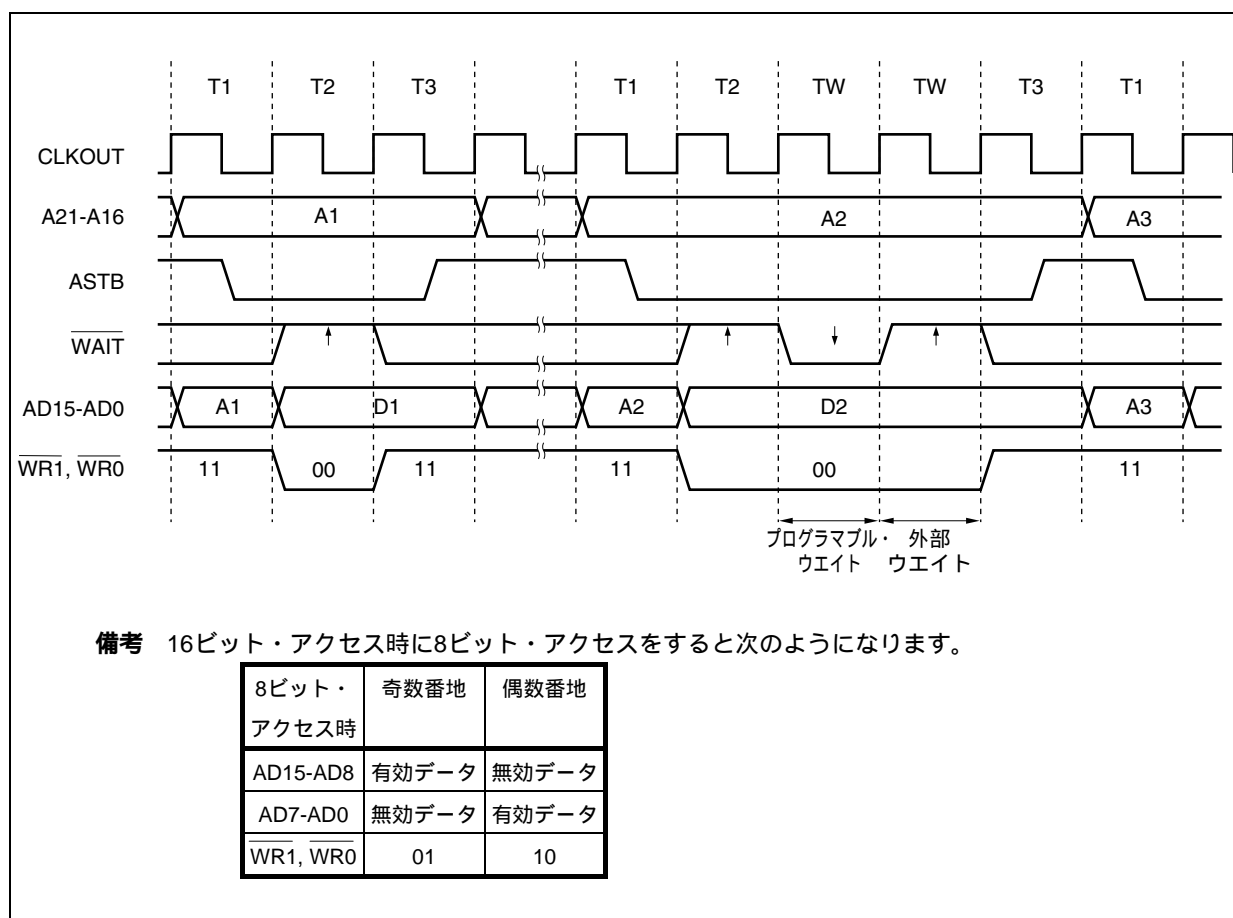 T1 T2 T3 T1 T2 TW TW T3 T1
CLKOUT
A21-A16 A1 A2 A3
ASTB
WAIT
AD15-AD0 A1 D1 A2 D2 A3
WR1, WR0 11 00 11 11 00 11
プログラマブル・ 外部
ウエイト ウエイト
備考 16ビット・アクセス時に8ビット・アクセスをすると次のようになります。
8ビット・ 奇数番地 偶数番地
アクセス時
AD15-AD8 有効データ 無効データ
AD7-AD0 無効データ 有効データ
WR1, WR0 01 10